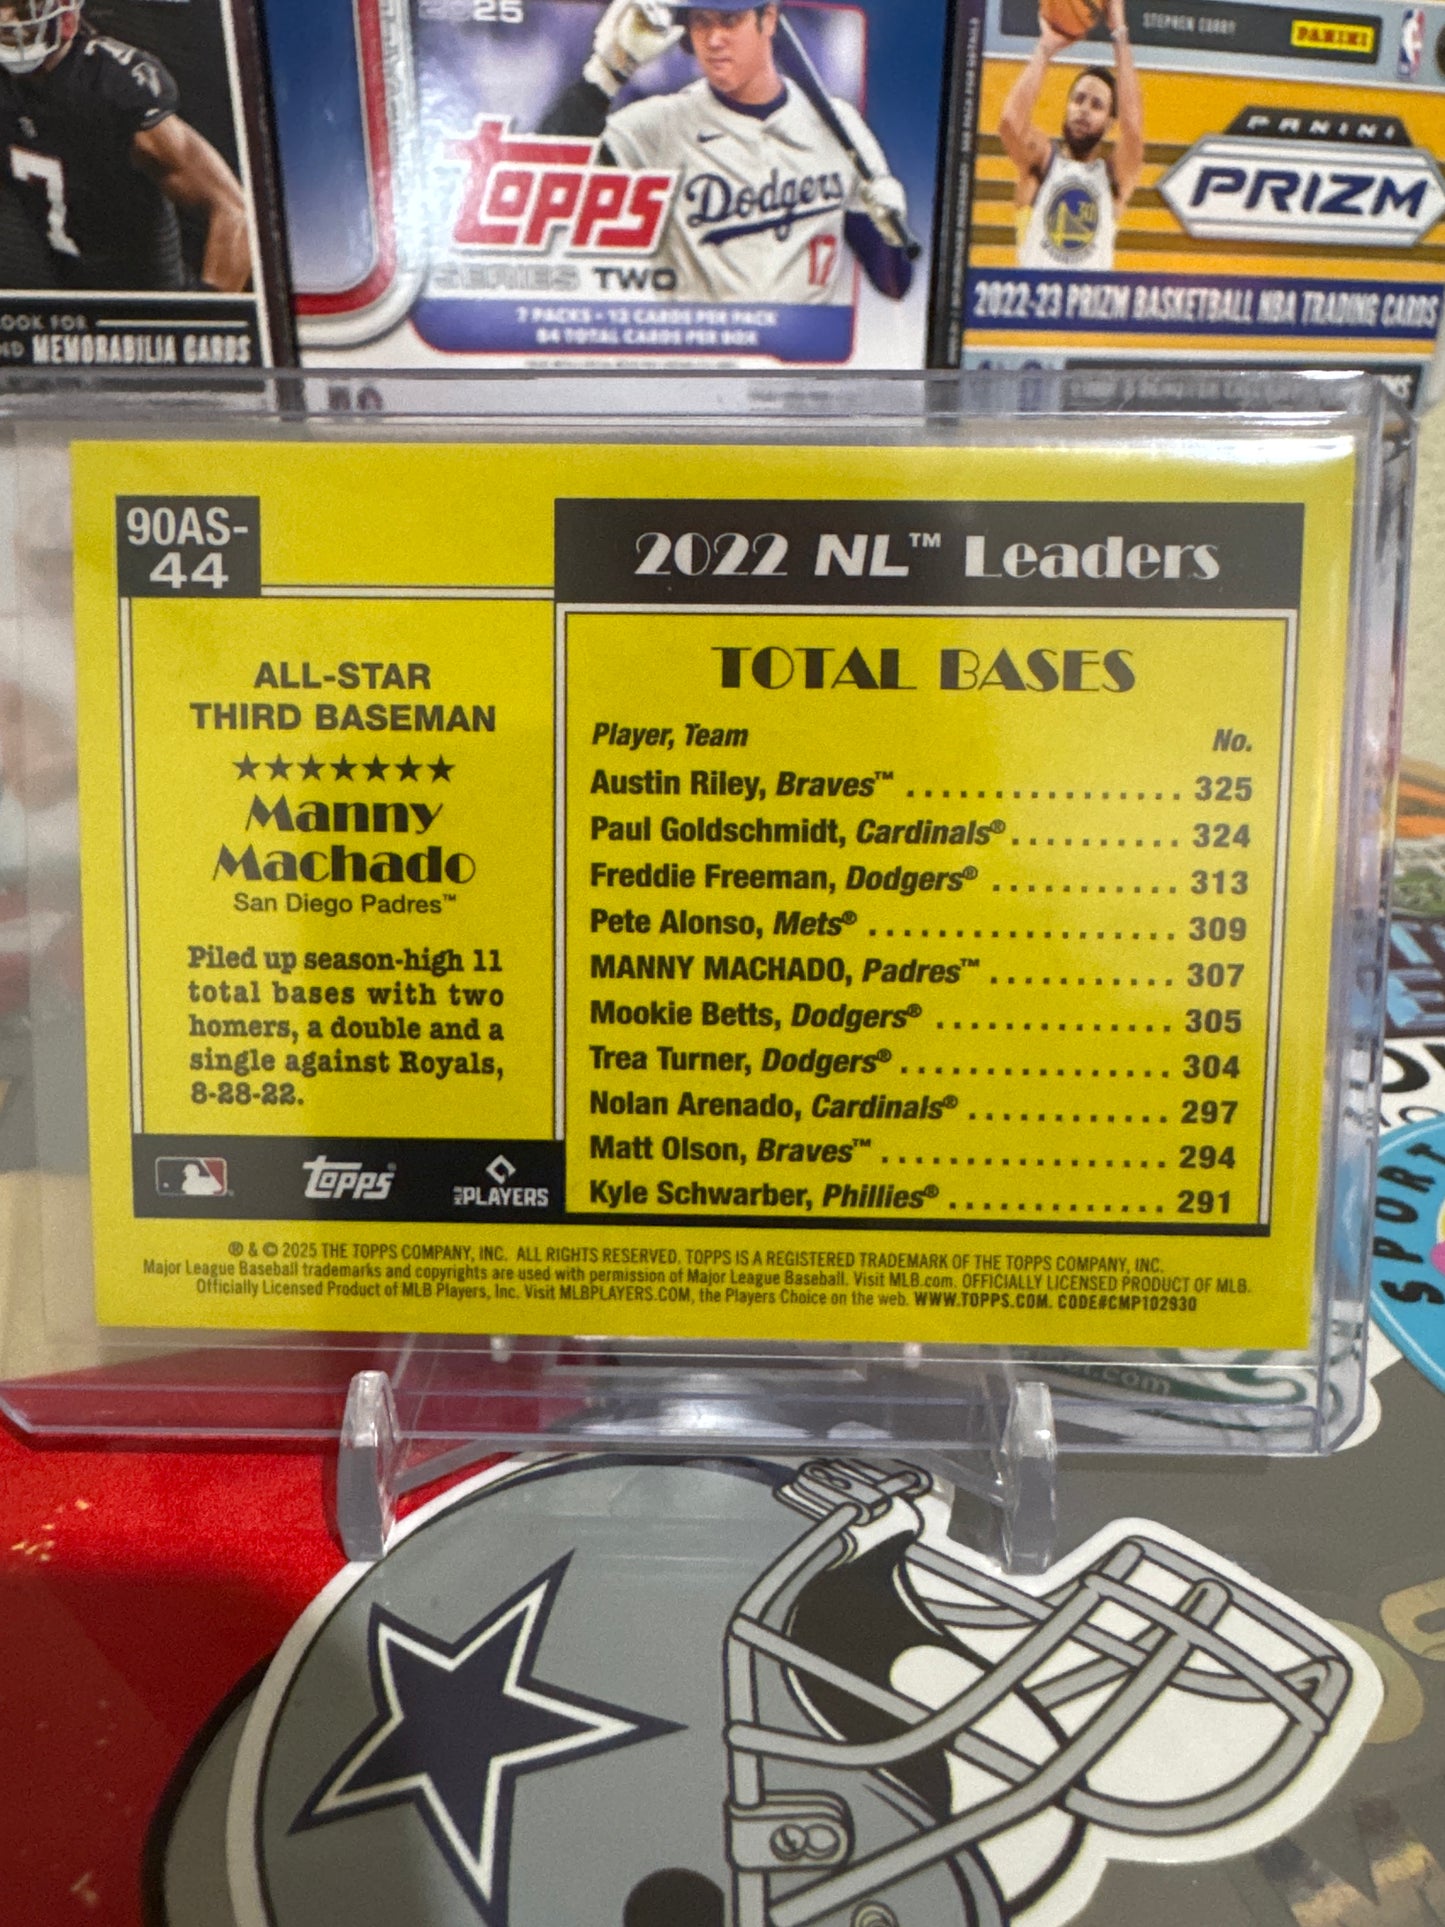 7
LOOK FOR
MEMORABILIA CARDS
2025
TOPPS
SERIES TWO
Dodgers
17
7 PACKS • 12 CARDS PER PACK
84 TOTAL CARDS PER BOX
STEPHEN CURRY
PANINI
PANINI
PRIZM
2022-23 PRIZM BASKETBALL NBA TRADING CARDS
90AS-
44
ALL-STAR
THIRD BASEMAN
★★★★★★★
Manny
Machado
San Diego Padres™
Piled up season-high 11
total bases with two
homers, a double and a
single against Royals,
8-28-22.
topps®
MLB PLAYERS
2022 NL™ Leaders
TOTAL BASES
Player, Team No.
Austin Riley, Braves™ ................ 325
Paul Goldschmidt, Cardinals® .......... 324
Freddie Freeman, Dodgers® ........... 313
Pete Alonso, Mets® .................. 309
MANNY MACHADO, Padres™ ........... 307
Mookie Betts, Dodgers® .............. 305
Trea Turner, Dodgers® ................ 304
Nolan Arenado, Cardinals® ............ 297
Matt Olson, Braves™ ................. 294
Kyle Schwarber, Phillies® ............. 291
® & © 2025 THE TOPPS COMPANY, INC. ALL RIGHTS RESERVED. TOPPS IS A REGISTERED TRADEMARK OF THE TOPPS COMPANY, INC.
Major League Baseball trademarks and copyrights are used with permission of Major League Baseball. Visit MLB.com. OFFICIALLY LICENSED PRODUCT OF MLB.
Officially Licensed Product of MLB Players, Inc. Visit MLBPLAYERS.COM, the Players Choice on the web. WWW.TOPPS.COM. CODE#CMP102930
SPORT
.com